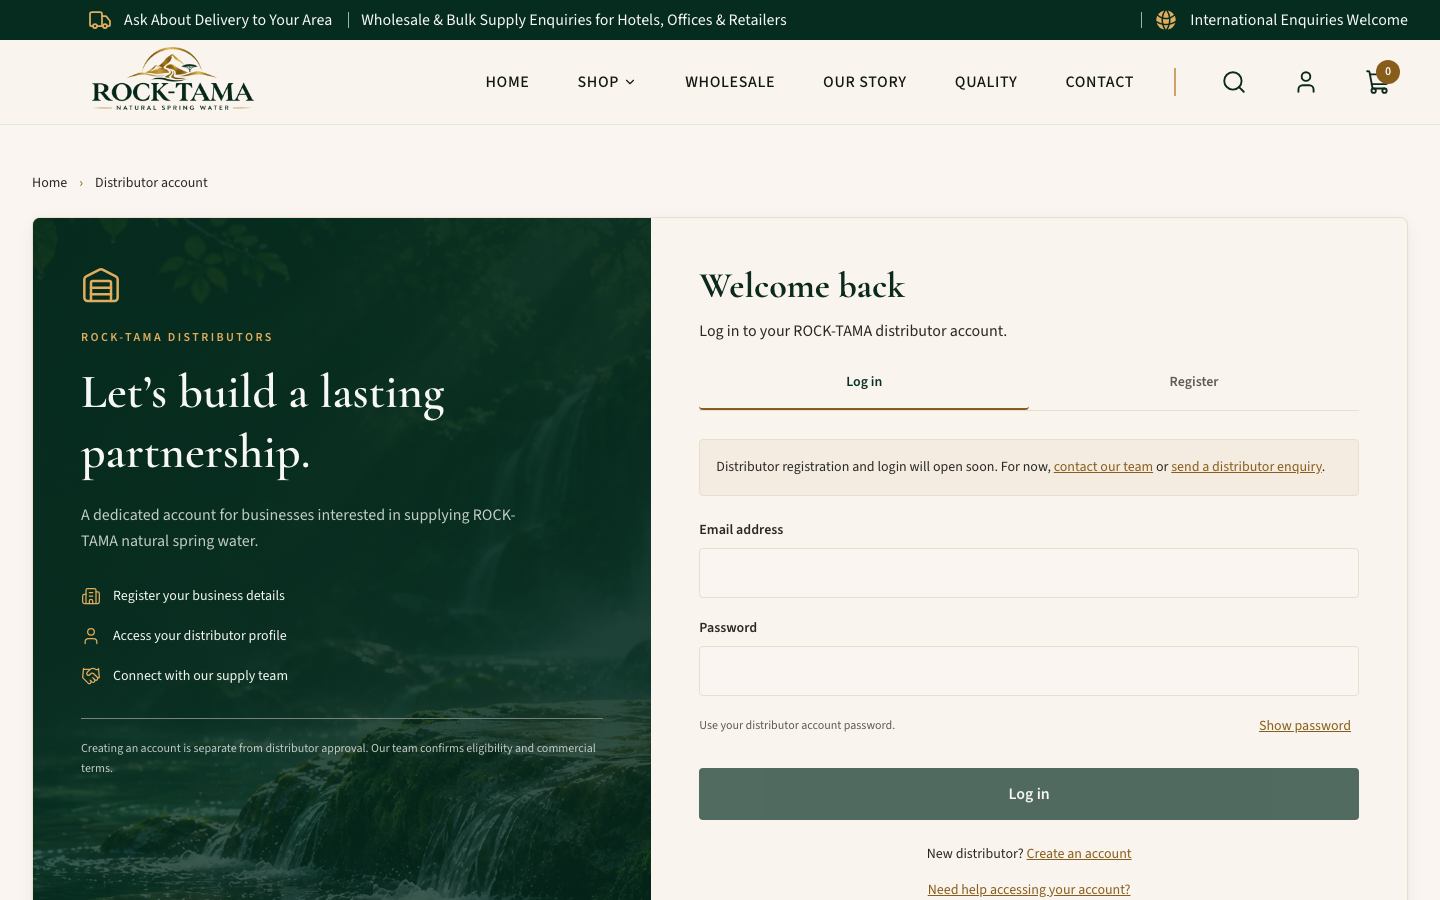 Ask About Delivery to Your Area
Wholesale & Bulk Supply Enquiries for Hotels, Offices & Retailers
International Enquiries Welcome
ROCK-TAMA
NATURAL SPRING WATER
HOME
SHOP
WHOLESALE
OUR STORY
QUALITY
CONTACT
0
Home › Distributor account
ROCK-TAMA DISTRIBUTORS
Let’s build a lasting
partnership.
A dedicated account for businesses interested in supplying ROCK-
TAMA natural spring water.
Register your business details
Access your distributor profile
Connect with our supply team
Creating an account is separate from distributor approval. Our team confirms eligibility and commercial
terms.
Welcome back
Log in to your ROCK-TAMA distributor account.
Log in
Register
Distributor registration and login will open soon. For now, contact our team or send a distributor enquiry.
Email address
Password
Use your distributor account password.
Show password
Log in
New distributor? Create an account
Need help accessing your account?